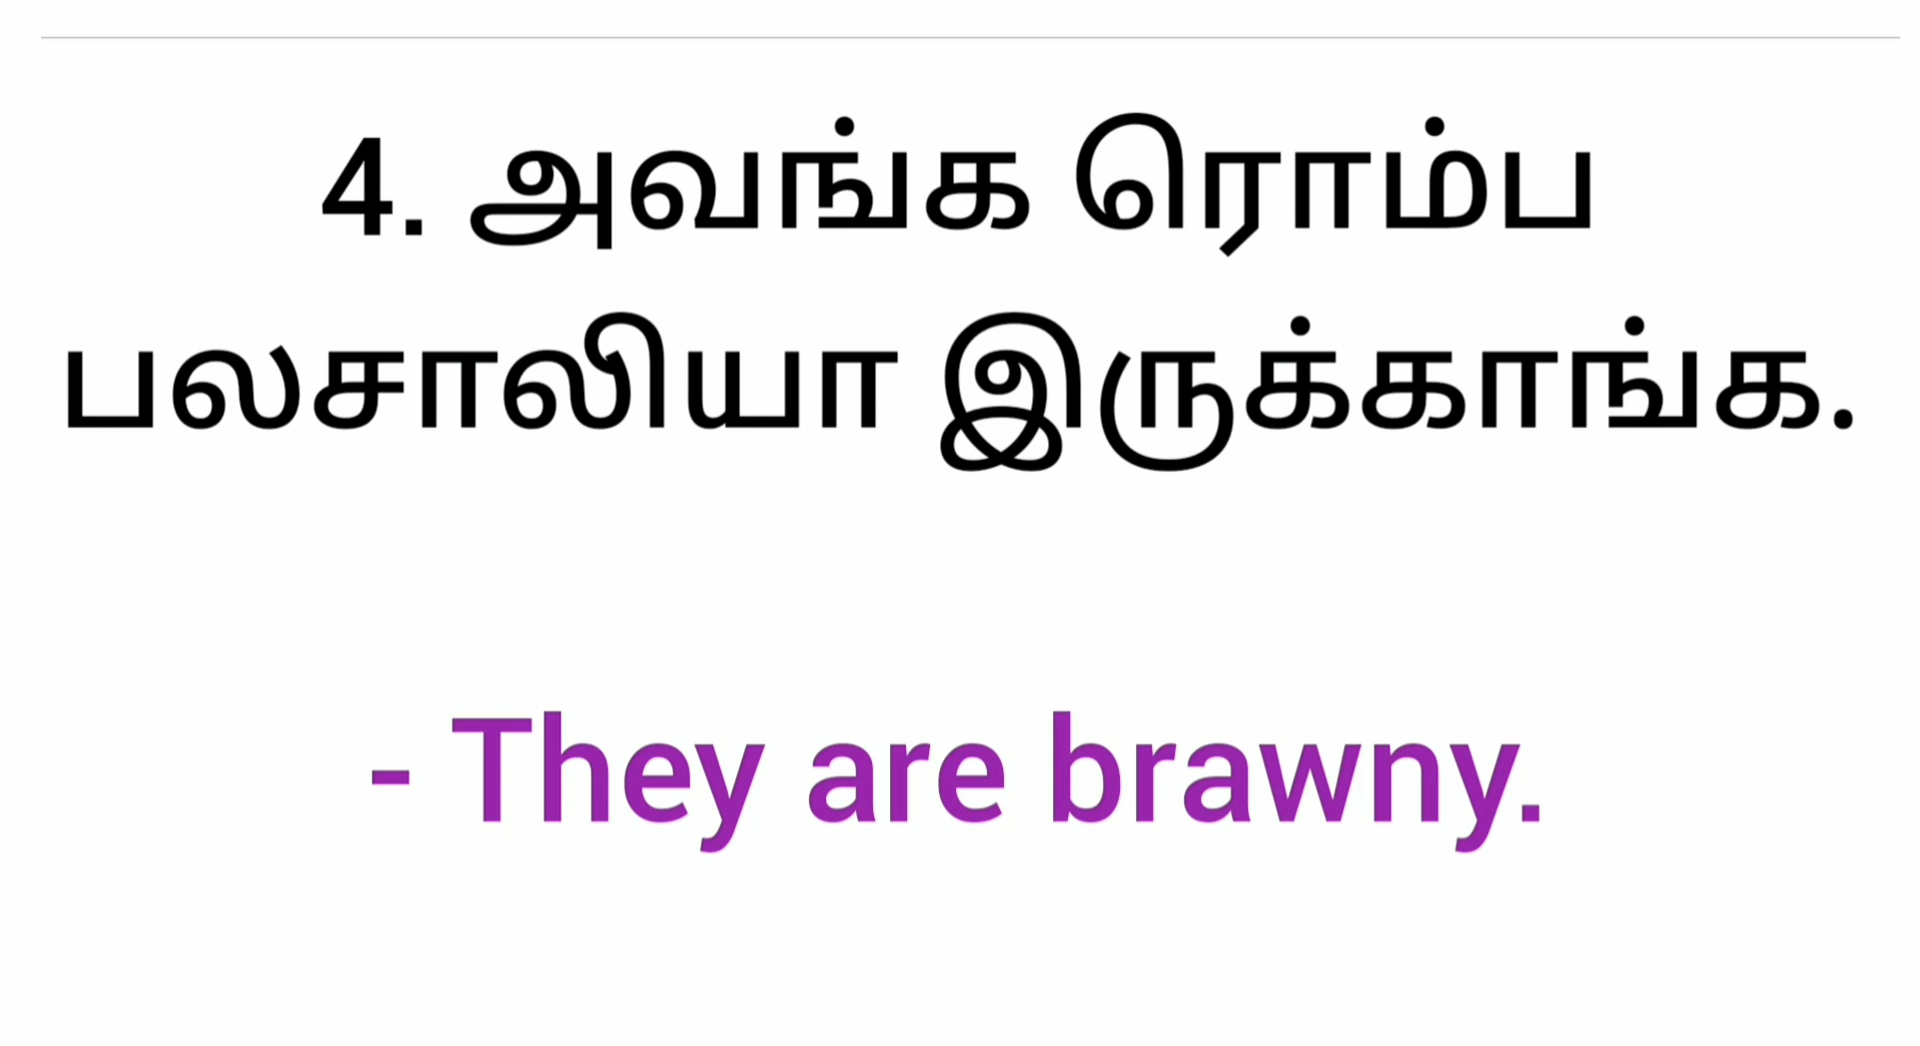 4. அவங்க ரொம்ப
பலசாலியா இருக்காங்க.
- They are brawny.